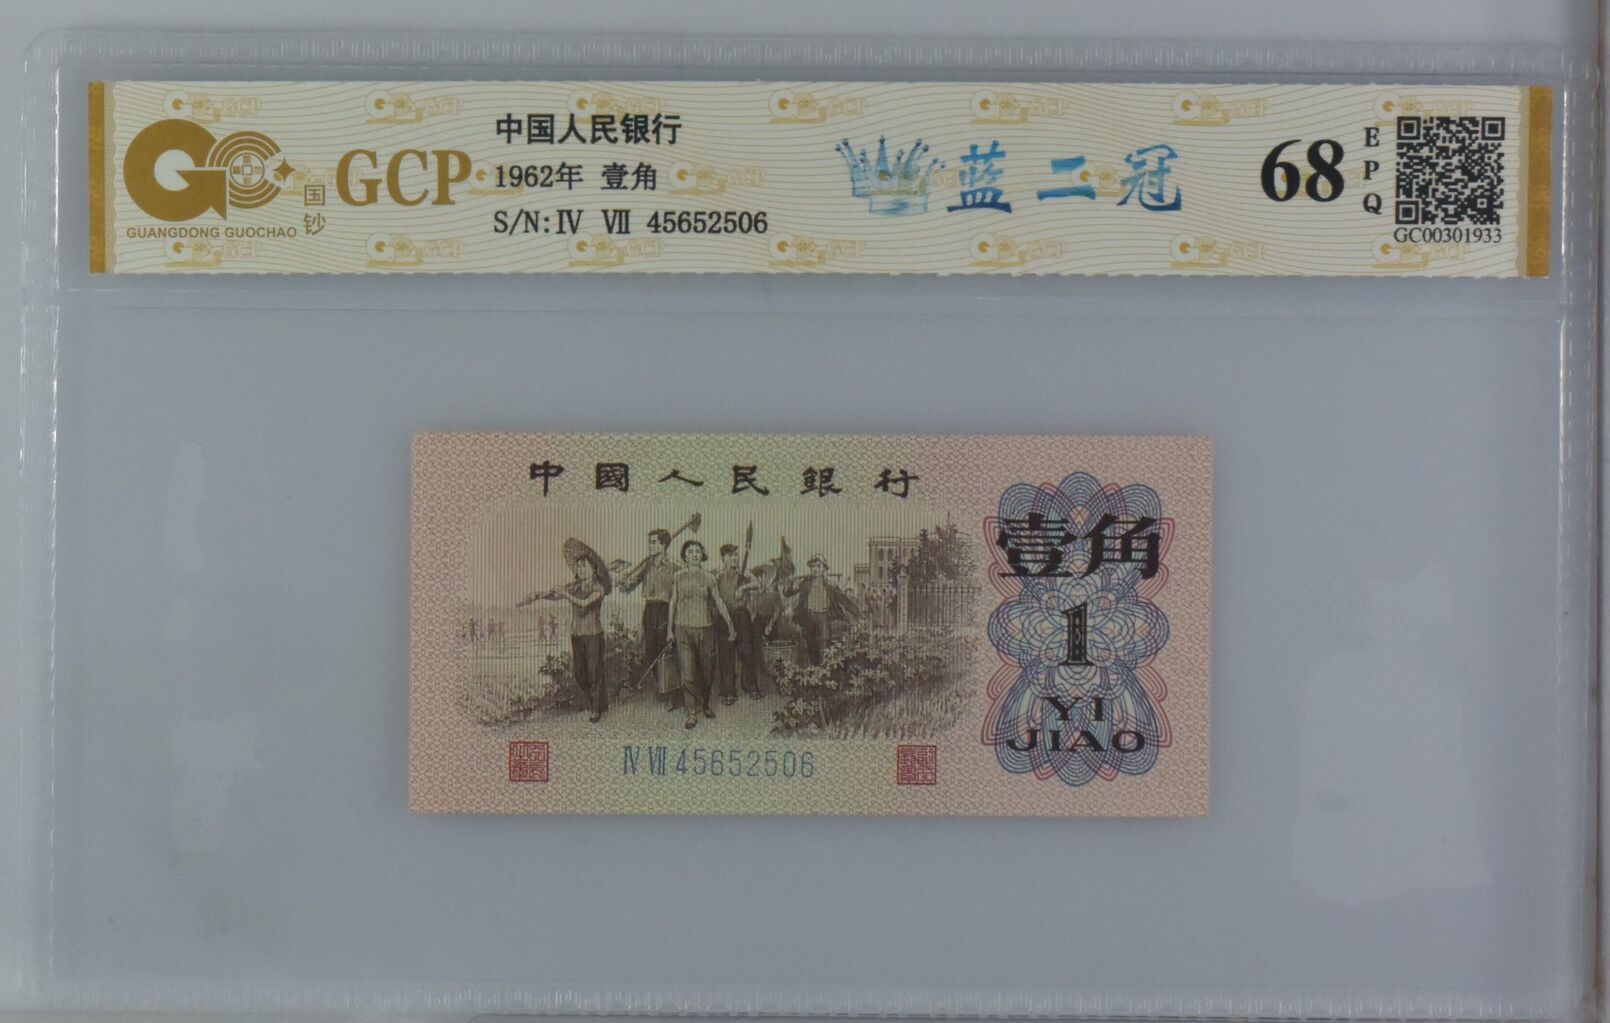 GCP
国钞
GUANGDONG GUOCHAO
中国人民银行
1962年 壹角
S/N: IV VII 45652506
蓝二冠
68
EPQ
GC00301933
中國人民銀行
壹角
1
YI
JIAO
IV VII 45652506